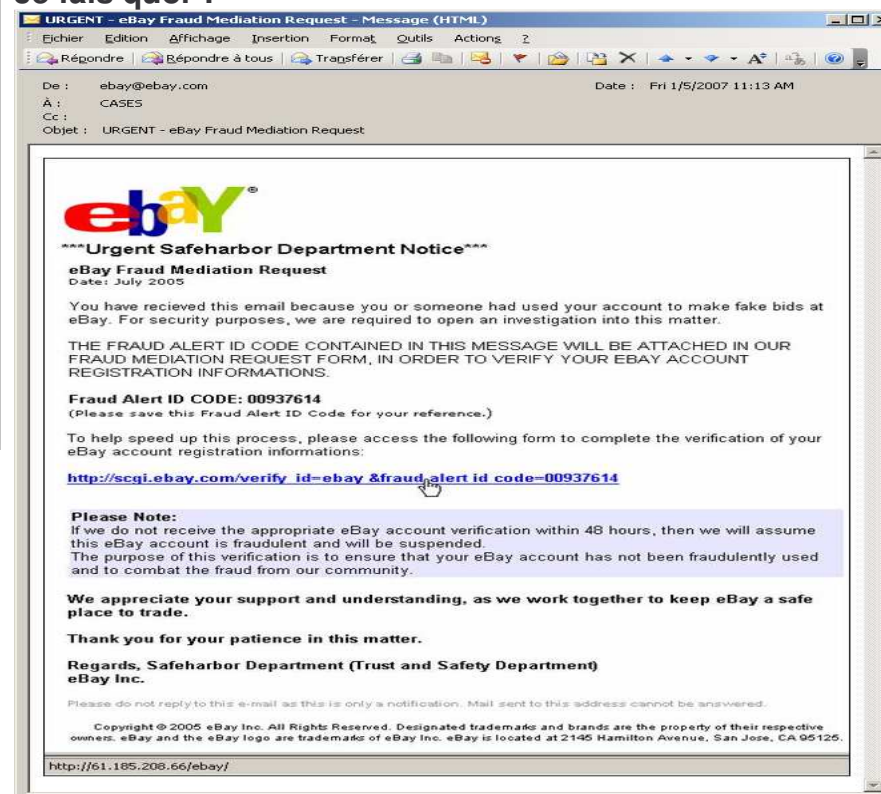 Je fais quoi ?
URGENT - eBay Fraud Mediation Request - Message (HTML)
Fichier Edition Affichage Insertion Format Outils Actions ?
Répondre Répondre à tous Transférer
De : ebay@ebay.com Date : Fri 1/5/2007 11:13 AM
À : CASES
Cc :
Objet : URGENT - eBay Fraud Mediation Request
ebaY®
***Urgent Safeharbor Department Notice***
eBay Fraud Mediation Request
Date: July 2005
You have recieved this email because you or someone had used your account to make fake bids at
eBay. For security purposes, we are required to open an investigation into this matter.
THE FRAUD ALERT ID CODE CONTAINED IN THIS MESSAGE WILL BE ATTACHED IN OUR
FRAUD MEDIATION REQUEST FORM, IN ORDER TO VERIFY YOUR EBAY ACCOUNT
REGISTRATION INFORMATIONS.
Fraud Alert ID CODE: 00937614
(Please save this Fraud Alert ID Code for your reference.)
To help speed up this process, please access the following form to complete the verification of your
eBay account registration informations:
http://scgi.ebay.com/verify_id=ebay &fraud alert id code=00937614
Please Note:
If we do not receive the appropriate eBay account verification within 48 hours, then we will assume
this eBay account is fraudulent and will be suspended.
The purpose of this verification is to ensure that your eBay account has not been fraudulently used
and to combat the fraud from our community.
We appreciate your support and understanding, as we work together to keep eBay a safe
place to trade.
Thank you for your patience in this matter.
Regards, Safeharbor Department (Trust and Safety Department)
eBay Inc.
Please do not reply to this e-mail as this is only a notification. Mail sent to this address cannot be answered.
Copyright © 2005 eBay Inc. All Rights Reserved. Designated trademarks and brands are the property of their respective
owners. eBay and the eBay logo are trademarks of eBay Inc. eBay is located at 2145 Hamilton Avenue, San Jose, CA 95125.
http://61.185.208.66/ebay/